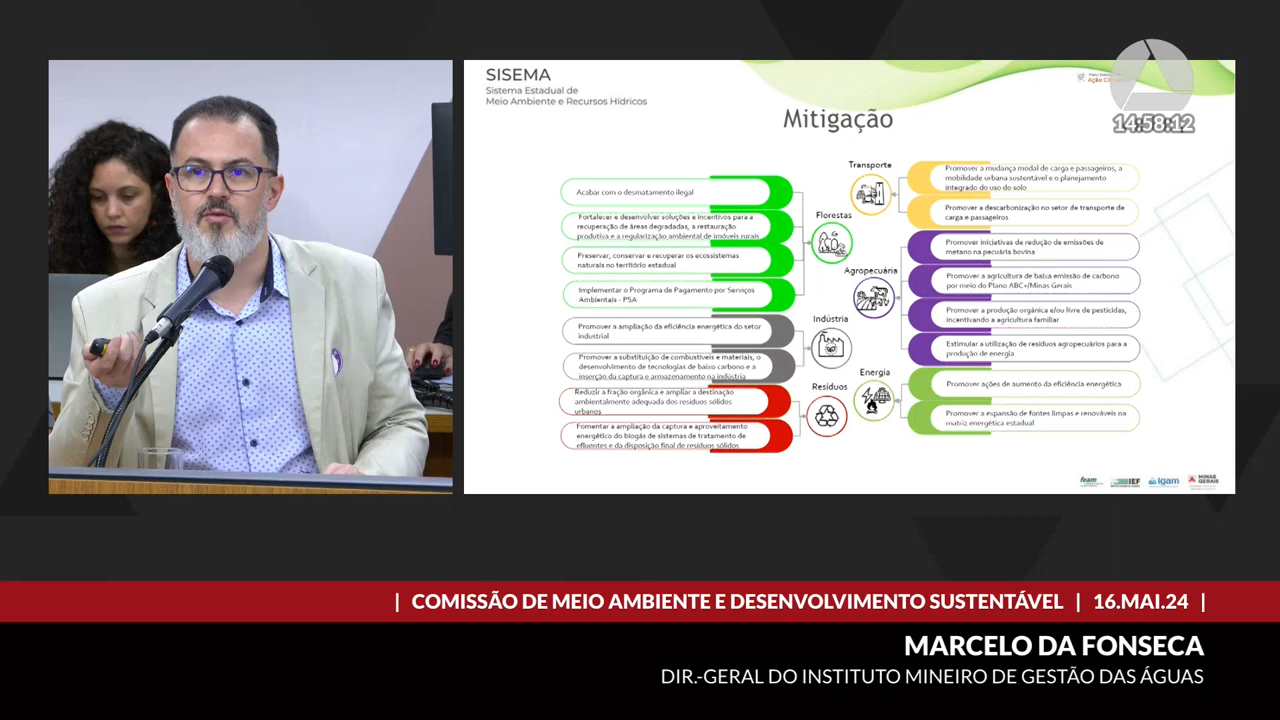 SISEMA
Sistema Estadual de
Meio Ambiente e Recursos Hídricos
14:58:12
Mitigação
Acabar com o desmatamento ilegal
Fortalecer e desenvolver soluções e incentivos para a
recuperação de áreas degradadas, a restauração
produtiva e a regularização ambiental de imóveis rurais
Preservar, conservar e recuperar os ecossistemas
naturais no território estadual
Implementar o Programa de Pagamento por Serviços
Ambientais - PSA
Florestas
Promover a ampliação da eficiência energética do setor
industrial
Promover a substituição de combustíveis e materiais, o
desenvolvimento de tecnologias de baixo carbono e a
inserção da captura e armazenamento na indústria
Indústria
Reduzir a fração orgânica e ampliar a destinação
ambientalmente adequada dos resíduos sólidos
urbanos
Fomentar a ampliação da captura e aproveitamento
energético do biogás de sistemas de tratamento de
efluentes e da disposição final de resíduos sólidos
Resíduos
Transporte
Promover a mudança modal de carga e passageiros, a
mobilidade urbana sustentável e o planejamento
integrado do uso do solo
Promover a descarbonização no setor de transporte de
carga e passageiros
Agropecuária
Promover iniciativas de redução de emissões de
metano na pecuária bovina
Promover a agricultura de baixa emissão de carbono
por meio do Plano ABC+/Minas Gerais
Promover a produção orgânica e/ou livre de pesticidas,
incentivando a agricultura familiar
Estimular a utilização de resíduos agropecuários para a
produção de energia
Energia
Promover ações de aumento da eficiência energética
Promover a expansão de fontes limpas e renováveis na
matriz energética estadual
feam
IEF
igam
MINAS
GERAIS
| COMISSÃO DE MEIO AMBIENTE E DESENVOLVIMENTO SUSTENTÁVEL | 16.MAI.24 |
MARCELO DA FONSECA
DIR.-GERAL DO INSTITUTO MINEIRO DE GESTÃO DAS ÁGUAS